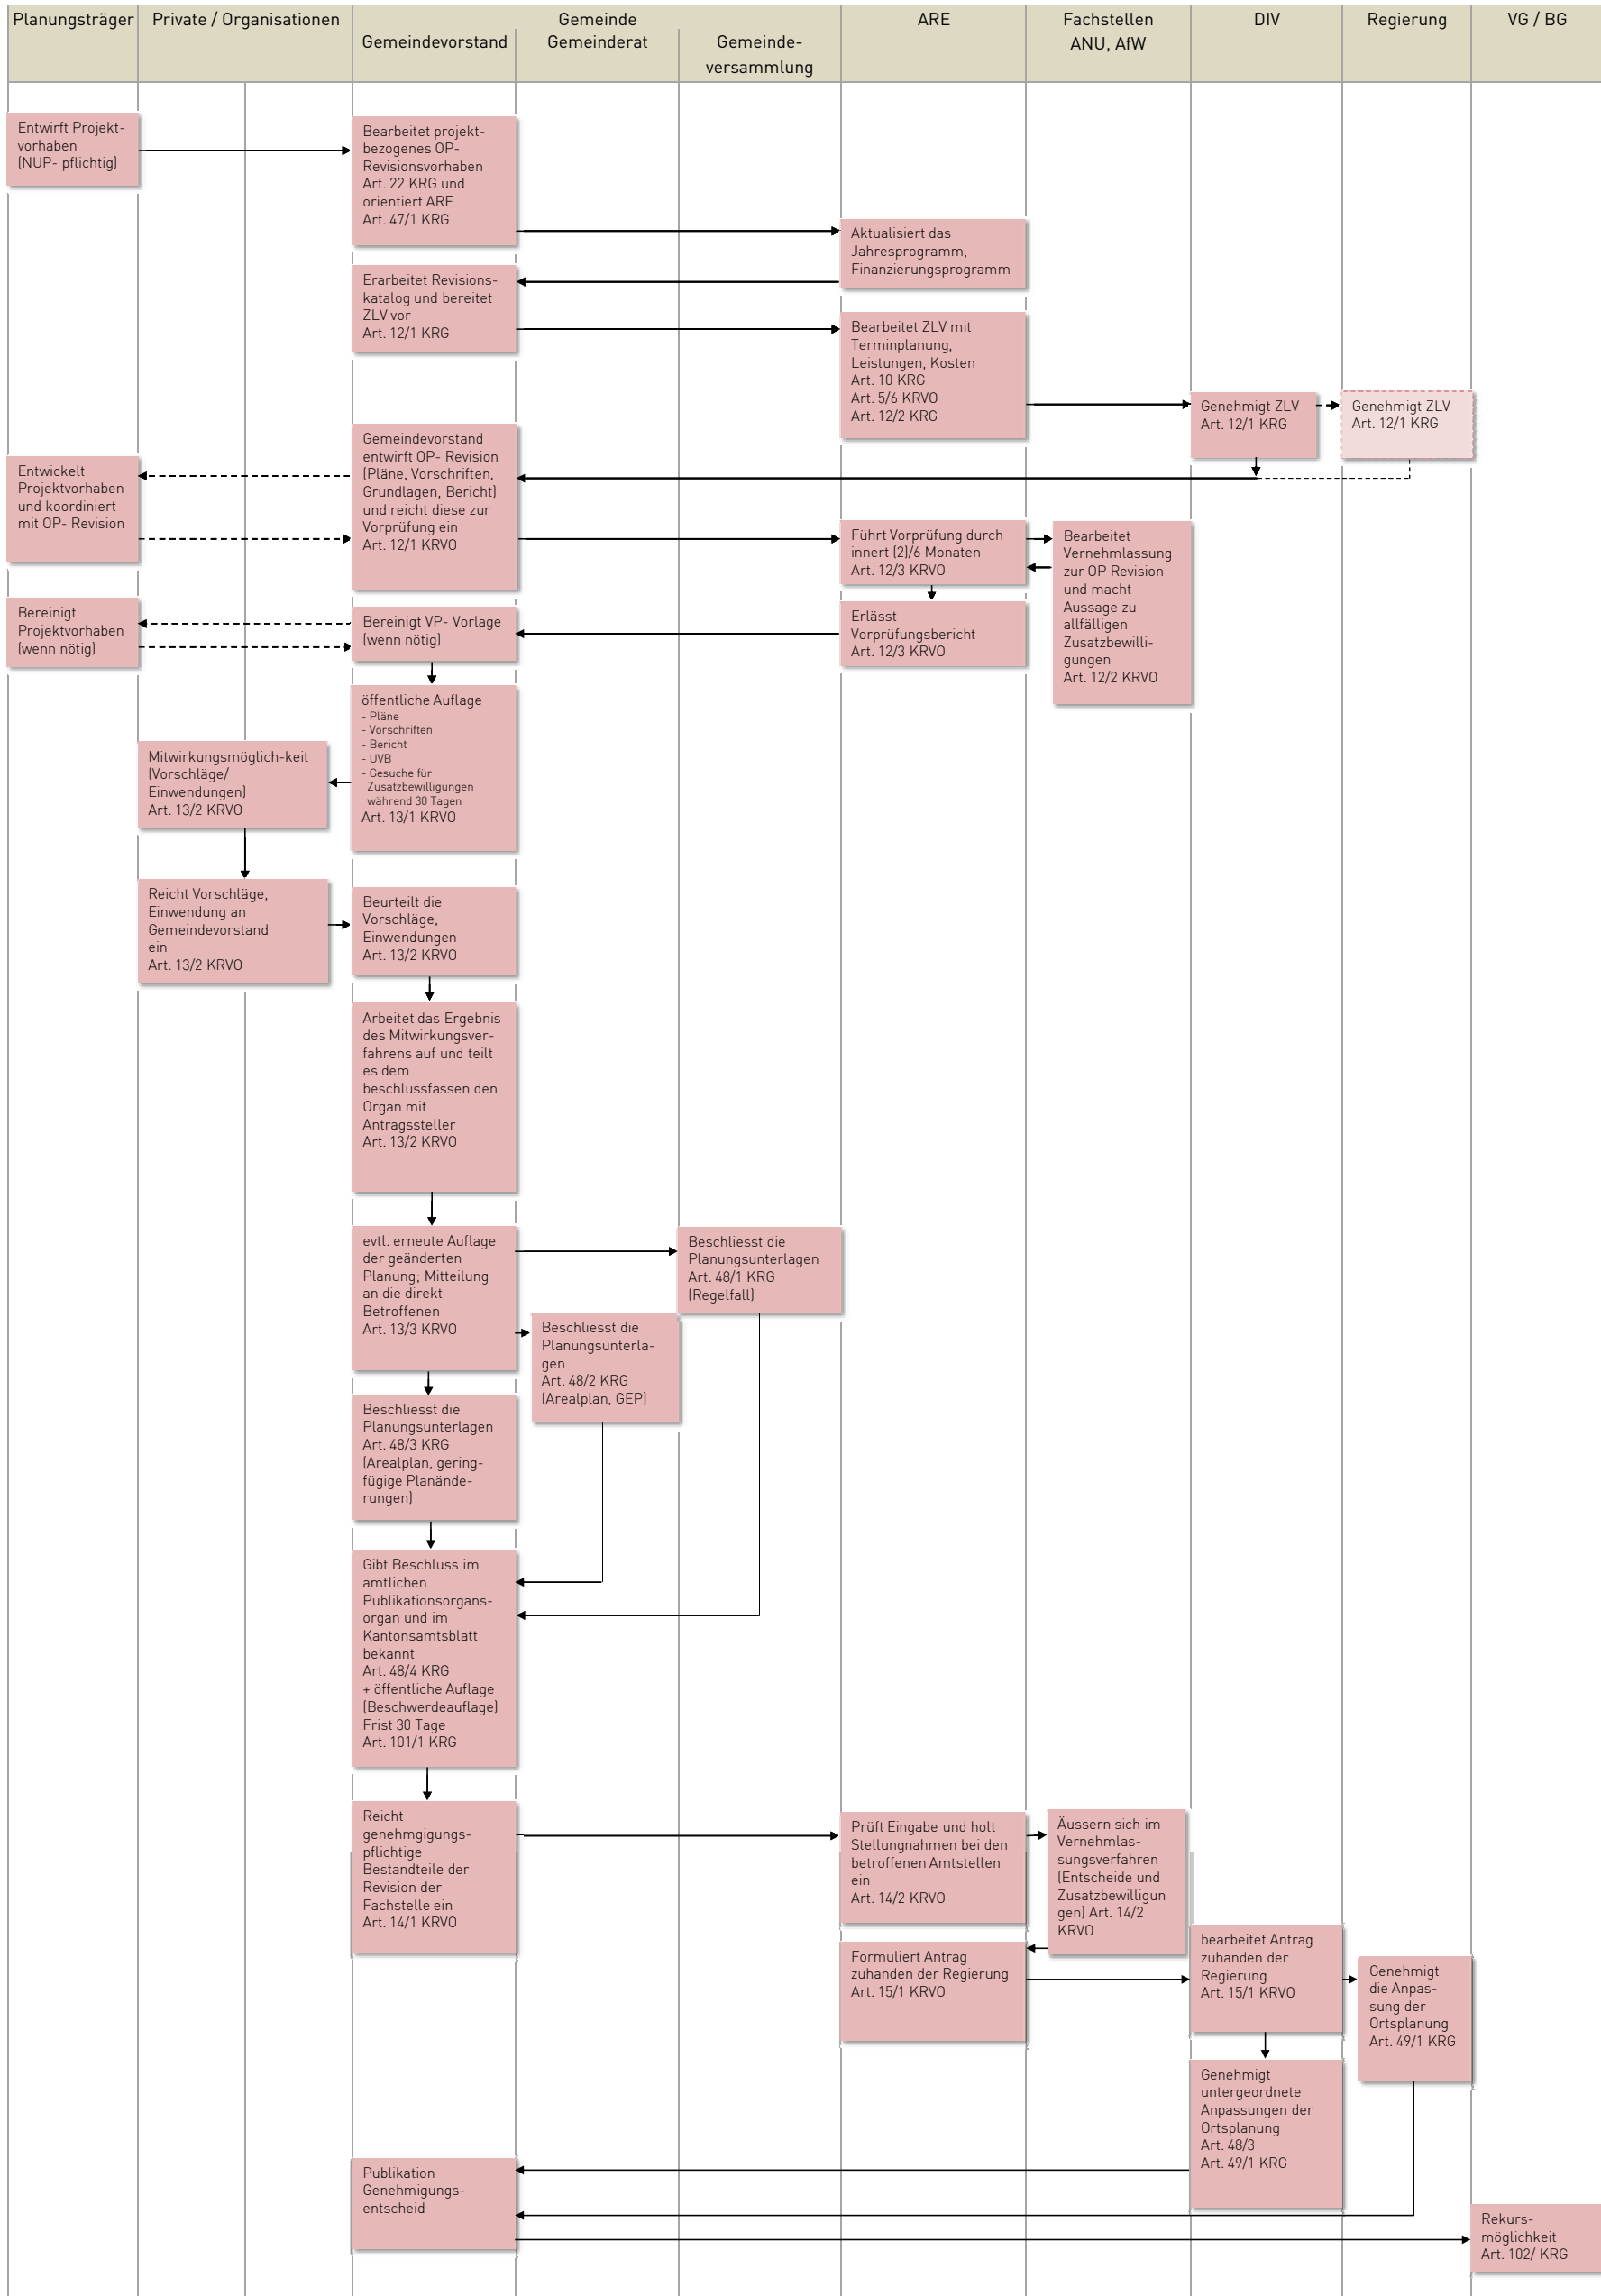 Planungsträger
Private / Organisationen
Gemeinde
ARE
Fachstellen
ANU, AfW
DIV
Regierung
VG / BG
Gemeindevorstand
Gemeinderat
Gemeinde-
versammlung
Entwirft Projekt-
vorhaben
(NUP- pflichtig)
Bearbeitet projekt-
bezogenes OP-
Revisionsvorhaben
Art. 22 KRG und
orientiert ARE
Art. 47/1 KRG
Aktualisiert das
Jahresprogramm,
Finanzierungsprogramm
Erarbeitet Revisions-
katalog und bereitet
ZLV vor
Art. 12/1 KRG
Bearbeitet ZLV mit
Terminplanung,
Leistungen, Kosten
Art. 10 KRG
Art. 5/6 KRVO
Art. 12/2 KRG
Genehmigt ZLV
Art. 12/1 KRG
Genehmigt ZLV
Art. 12/1 KRG
Gemeindevorstand
entwirft OP- Revision
(Pläne, Vorschriften,
Grundlagen, Bericht)
und reicht diese zur
Vorprüfung ein
Art. 12/1 KRVO
Entwickelt
Projektvorhaben
und koordiniert
mit OP- Revision
Führt Vorprüfung durch
innert (2)/6 Monaten
Art. 12/3 KRVO
Bearbeitet
Vernehmlassung
zur OP Revision
und macht
Aussage zu
allfälligen
Zusatzbewilli-
gungen
Art. 12/2 KRVO
Bereinigt
Projektvorhaben
(wenn nötig)
Bereinigt VP- Vorlage
(wenn nötig)
Erlässt
Vorprüfungsbericht
Art. 12/3 KRVO
öffentliche Auflage
- Pläne
- Vorschriften
- Bericht
- UVB
- Gesuche für
Zusatzbewilligungen
während 30 Tagen
Art. 13/1 KRVO
Mitwirkungsmöglich-keit
(Vorschläge/
Einwendungen)
Art. 13/2 KRVO
Reicht Vorschläge,
Einwendung an
Gemeindevorstand
ein
Art. 13/2 KRVO
Beurteilt die
Vorschläge,
Einwendungen
Art. 13/2 KRVO
Arbeitet das Ergebnis
des Mitwirkungsver-
fahrens auf und teilt
es dem
beschlussfassen den
Organ mit
Antragssteller
Art. 13/2 KRVO
evtl. erneute Auflage
der geänderten
Planung; Mitteilung
an die direkt
Betroffenen
Art. 13/3 KRVO
Beschliesst die
Planungsunterlagen
Art. 48/1 KRG
(Regelfall)
Beschliesst die
Planungsunterla-
gen
Art. 48/2 KRG
(Arealplan, GEP)
Beschliesst die
Planungsunterlagen
Art. 48/3 KRG
(Arealplan, gering-
fügige Planände-
rungen)
Gibt Beschluss im
amtlichen
Publikationsorgans-
organ und im
Kantonsamtsblatt
bekannt
Art. 48/4 KRG
+ öffentliche Auflage
(Beschwerdeauflage)
Frist 30 Tage
Art. 101/1 KRG
Reicht
genehmgigungs-
pflichtige
Bestandteile der
Revision der
Fachstelle ein
Art. 14/1 KRVO
Prüft Eingabe und holt
Stellungnahmen bei den
betroffenen Amtstellen
ein
Art. 14/2 KRVO
Äussern sich im
Vernehmlas-
sungsverfahren
(Entscheide und
Zusatzbewilligun
gen) Art. 14/2
KRVO
Formuliert Antrag
zuhanden der Regierung
Art. 15/1 KRVO
bearbeitet Antrag
zuhanden der
Regierung
Art. 15/1 KRVO
Genehmigt
die Anpas-
sung der
Ortsplanung
Art. 49/1 KRG
Genehmigt
untergeordnete
Anpassungen der
Ortsplanung
Art. 48/3
Art. 49/1 KRG
Publikation
Genehmigungs-
entscheid
Rekurs-
möglichkeit
Art. 102/ KRG